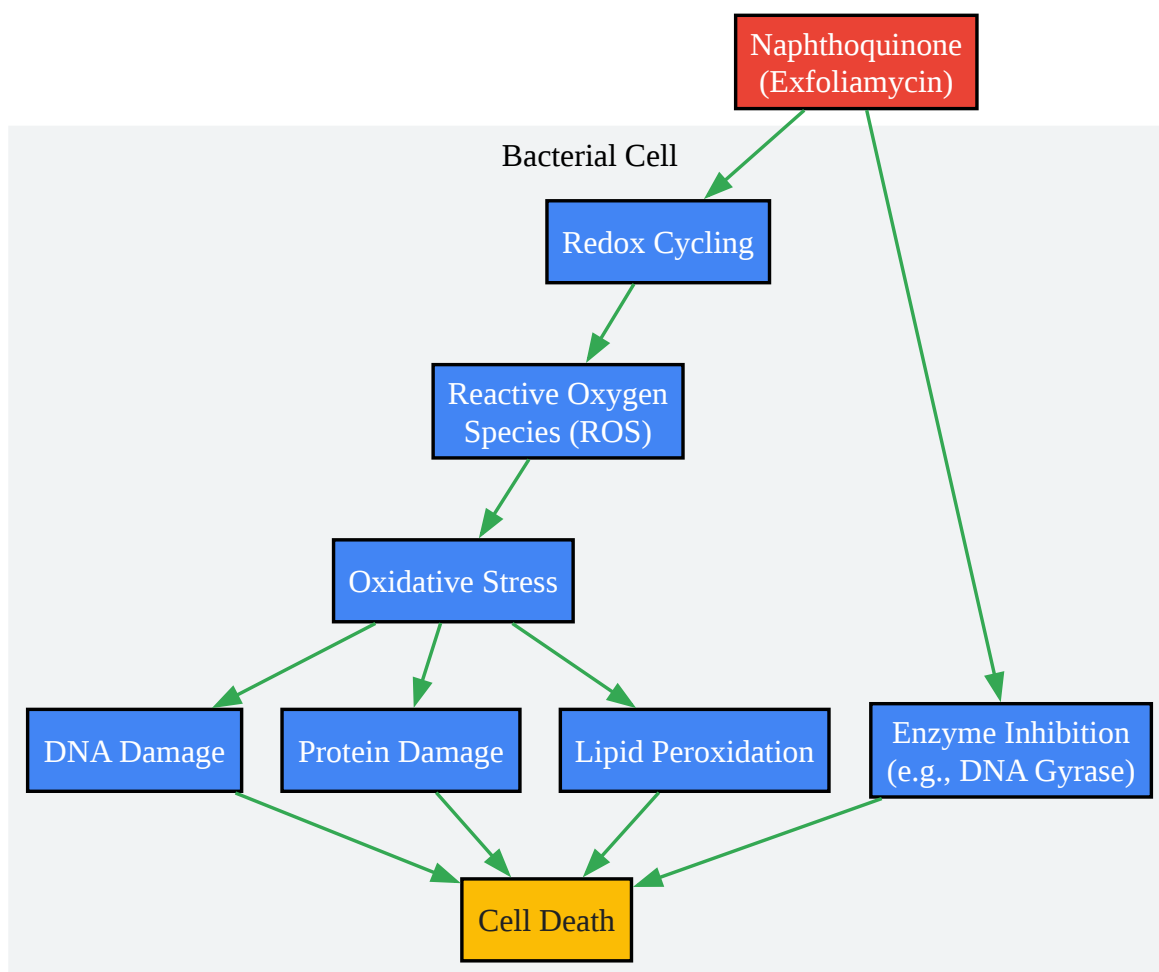 Naphthoquinone
(Exfoliamycin)
Bacterial Cell
Redox Cycling
Reactive Oxygen
Species (ROS)
Oxidative Stress
DNA Damage
Protein Damage
Lipid Peroxidation
Enzyme Inhibition
(e.g., DNA Gyrase)
Cell Death